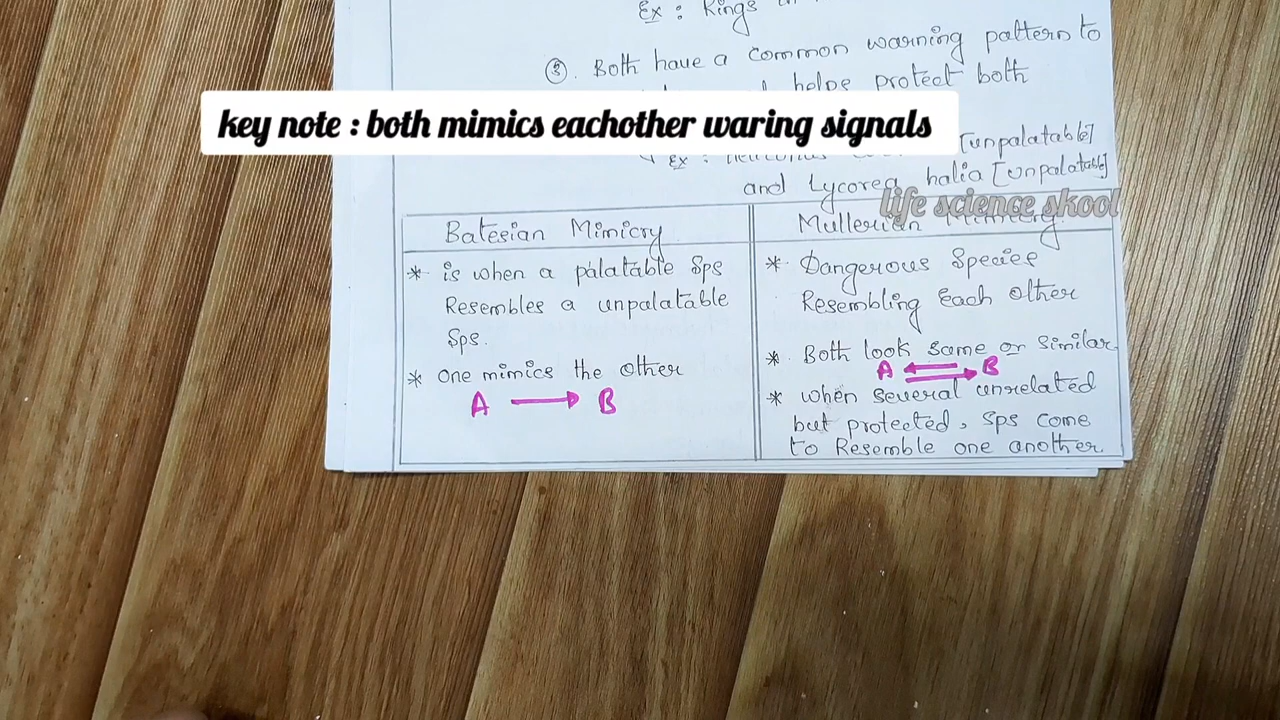 Ex : Rings in
③. Both have a common warning pattern to
helps protect both
key note : both mimics eachother waring signals
Ex : [unpalatable]
and Lycorea halia [unpalatable]
life science skool
Batesian Mimicry
Mullerian Mimicry
* is when a palatable Sps
Resembles a unpalatable
Sps.
* One mimics the other
A → B
* Dangerous Species
Resembling Each Other
* Both look same or similar
A ⇄ B
* when several unrelated
but protected, Sps come
to Resemble one another.